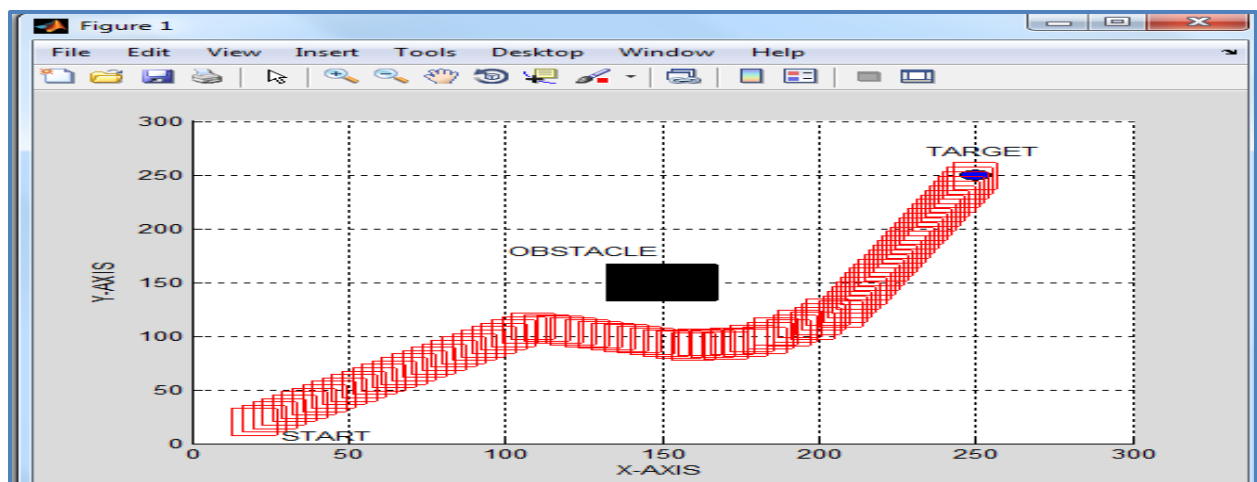 Figure 1
File Edit View Insert Tools Desktop Window Help
300
TARGET
250
200
OBSTACLE
Y-AXIS
150
100
50
START
0
0 50 100 150 200 250 300
X-AXIS